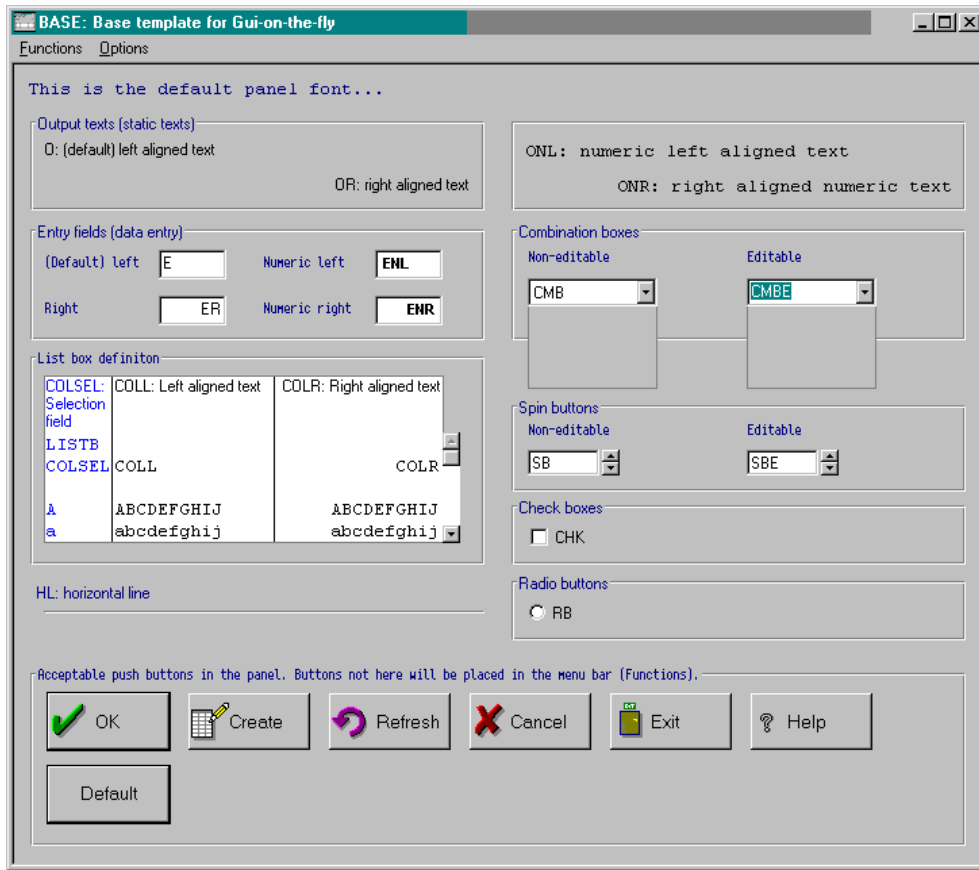 BASE: Base template for Gui-on-the-fly
Functions Options
This is the default panel font...
Output texts (static texts)
O: (default) left aligned text
OR: right aligned text
ONL: numeric left aligned text
ONR: right aligned numeric text
Entry fields (data entry)
(Default) left E Numeric left ENL
Right ER Numeric right ENR
Combination boxes
Non-editable Editable
CMB CMBE
List box definiton
COLSEL: COLL: Left aligned text COLR: Right aligned text
Selection
field
LISTB
COLSEL COLL COLR
A ABCDEFGHIJ ABCDEFGHIJ
a abcdefghij abcdefghij
Spin buttons
Non-editable Editable
SB SBE
Check boxes
CHK
HL: horizontal line
Radio buttons
RB
Acceptable push buttons in the panel. Buttons not here will be placed in the menu bar (Functions).
OK Create Refresh Cancel EXIT Exit ? Help
Default